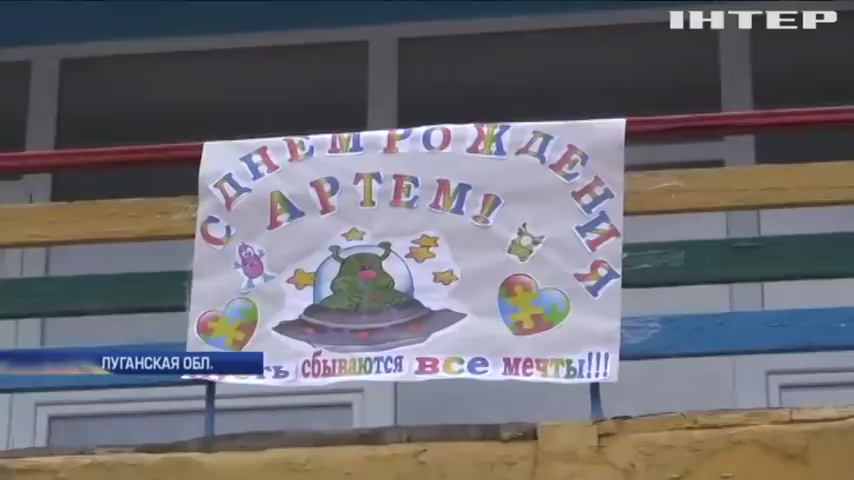 ІНТЕР
С ДНЕМ РОЖДЕНИЯ
АРТЕМ!
сбываются все мечты!!!
ЛУГАНСКАЯ ОБЛ.